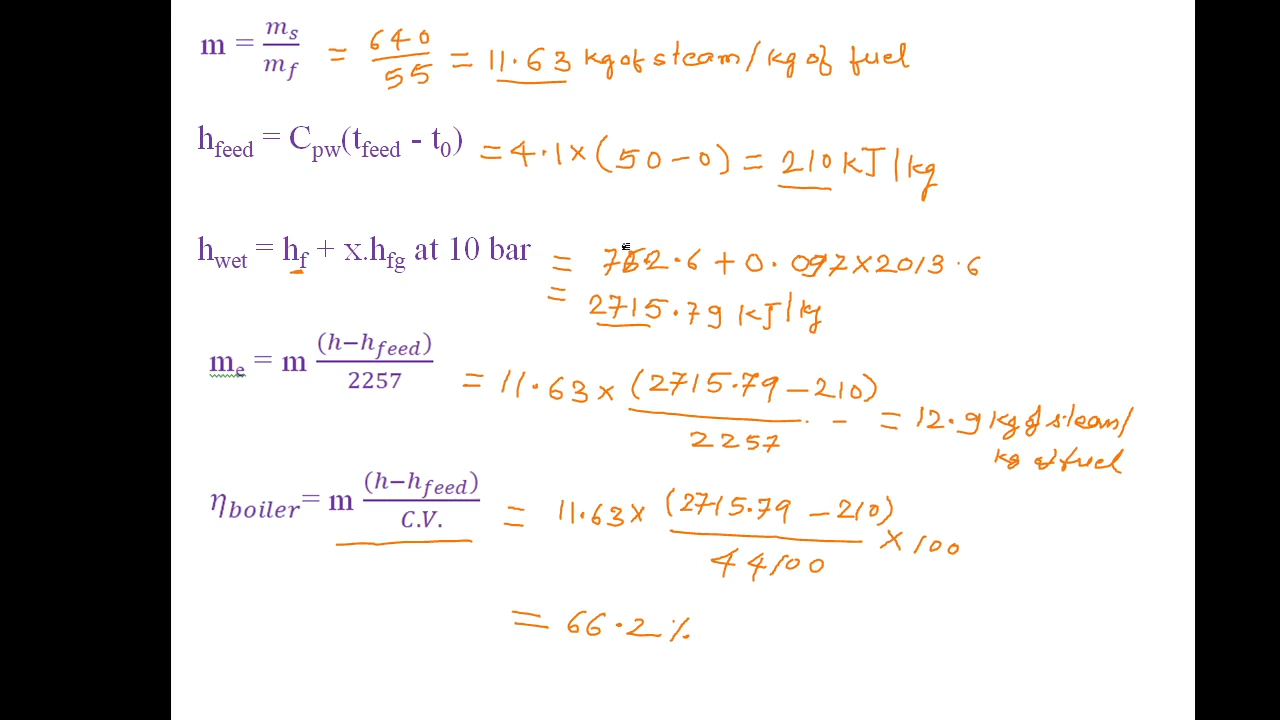 m = m_s/m_f = 640/55 = 11.63 kg of steam/kg of fuel
h_feed = C_pw(t_feed - t_0) = 4.1 × (50 - 0) = 210 kJ/kg
h_wet = h_f + x.h_fg at 10 bar = 762.6 + 0.097 × 2013.6
= 2715.79 kJ/kg
m_e = m (h−h_feed)/2257 = 11.63 × (2715.79 - 210)/2257 - = 12.9 kg of steam/
kg of fuel
η_boiler = m (h−h_feed)/C.V. = 11.63 × (2715.79 - 210)/44100 × 100
= 66.2 %